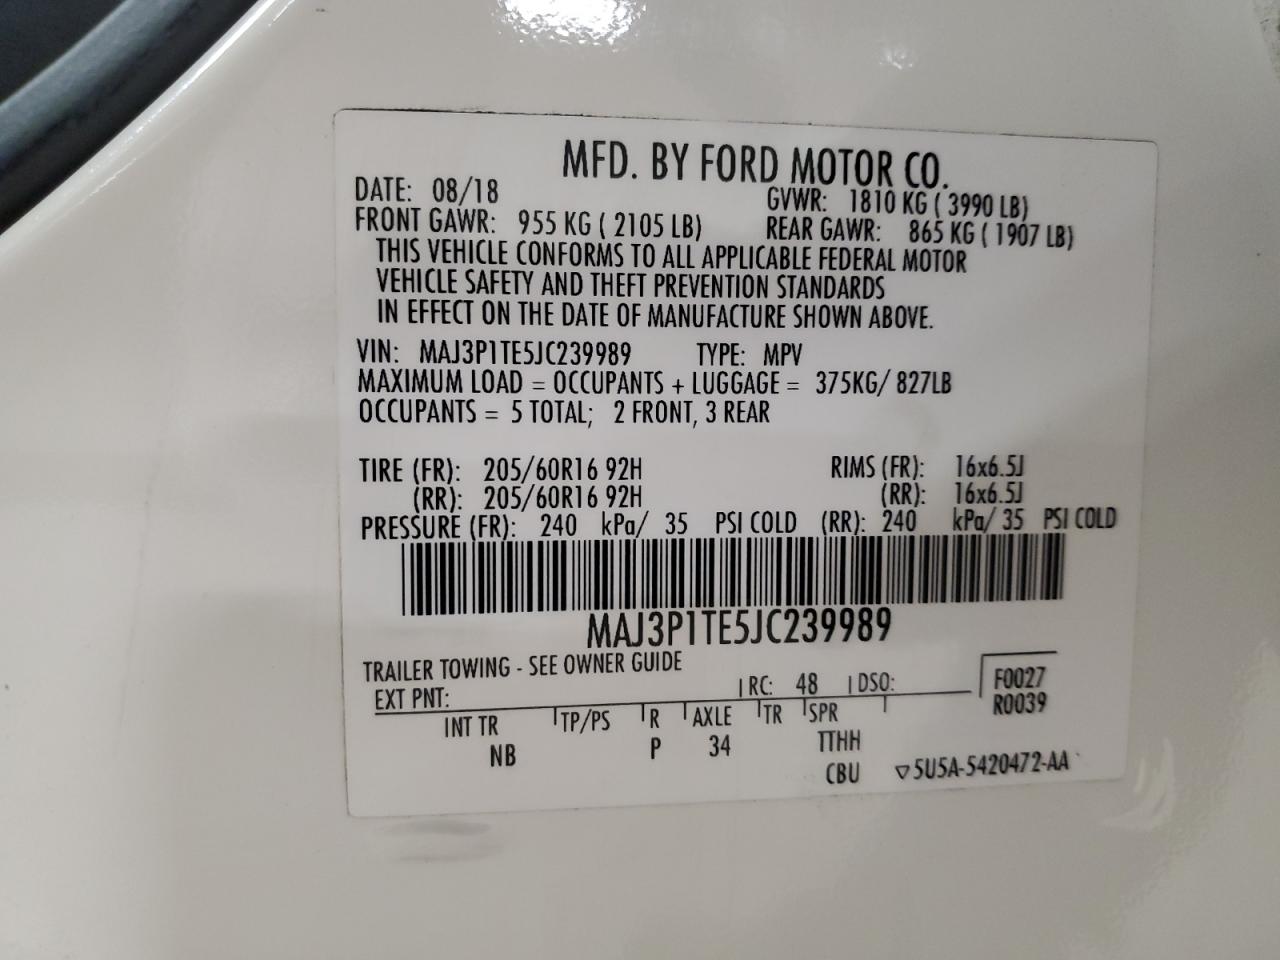 MFD. BY FORD MOTOR CO.
DATE: 08/18 GVWR: 1810 KG ( 3990 LB)
FRONT GAWR: 955 KG ( 2105 LB) REAR GAWR: 865 KG ( 1907 LB)
THIS VEHICLE CONFORMS TO ALL APPLICABLE FEDERAL MOTOR
VEHICLE SAFETY AND THEFT PREVENTION STANDARDS
IN EFFECT ON THE DATE OF MANUFACTURE SHOWN ABOVE.
VIN: MAJ3P1TE5JC239989 TYPE: MPV
MAXIMUM LOAD = OCCUPANTS + LUGGAGE = 375KG/ 827LB
OCCUPANTS = 5 TOTAL; 2 FRONT, 3 REAR
TIRE (FR): 205/60R16 92H RIMS (FR): 16x6.5J
(RR): 205/60R16 92H (RR): 16x6.5J
PRESSURE (FR): 240 kPa/ 35 PSI COLD (RR): 240 kPa/ 35 PSI COLD
MAJ3P1TE5JC239989
TRAILER TOWING - SEE OWNER GUIDE
EXT PNT: RC: 48 DSO: F0027
R0039
INT TR TP/PS R AXLE TR SPR
NB P 34 TTHH
CBU ▽5U5A-5420472-AA